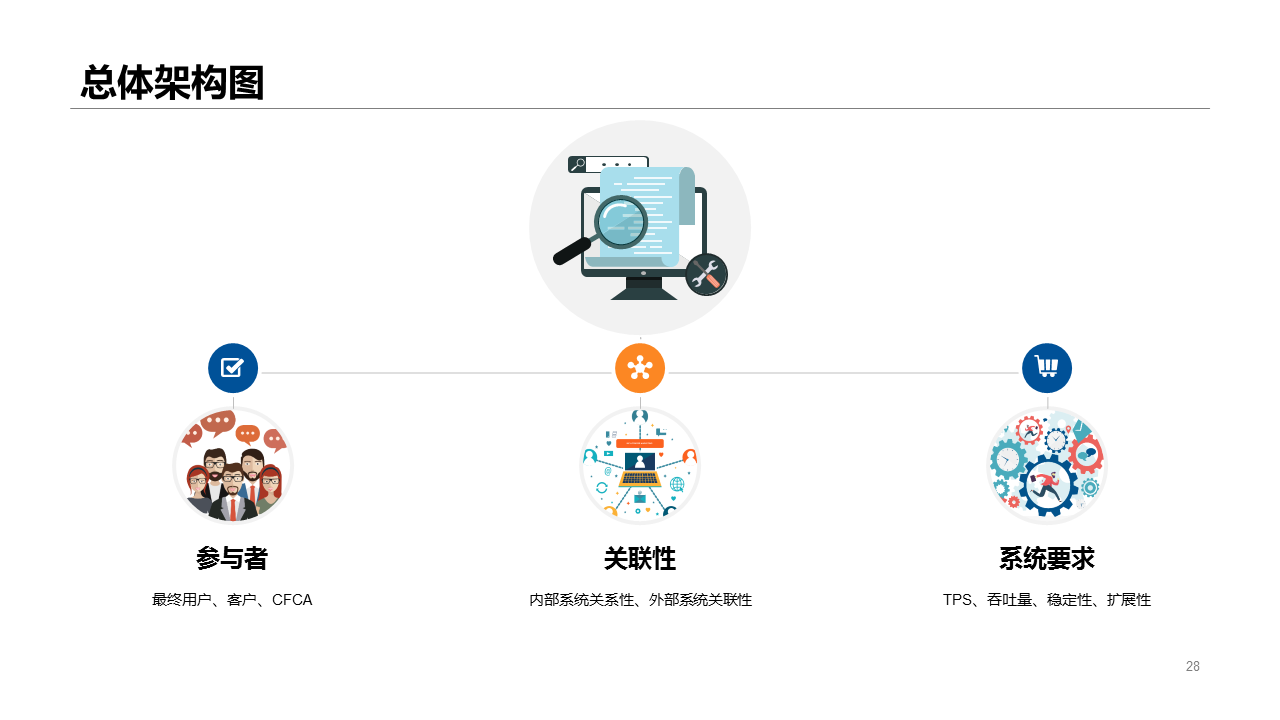 总体架构图
参与者
最终用户、客户、CFCA
关联性
内部系统关系性、外部系统关联性
系统要求
TPS、吞吐量、稳定性、扩展性
28